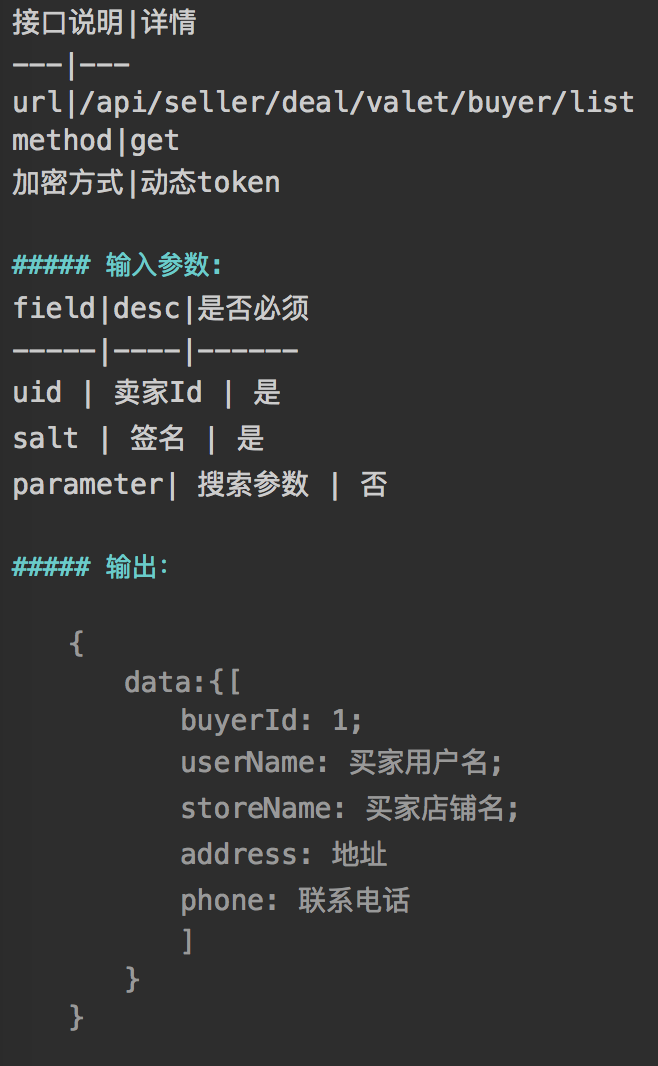 接口说明|详情
---|---
url|/api/seller/deal/valet/buyer/list
method|get
加密方式|动态token
##### 输入参数:
field|desc|是否必须
-----|----|------
uid | 卖家Id | 是
salt | 签名 | 是
parameter| 搜索参数 | 否
##### 输出:
{
data:{[
buyerId: 1;
userName: 买家用户名;
storeName: 买家店铺名;
address: 地址
phone: 联系电话
]
}
}